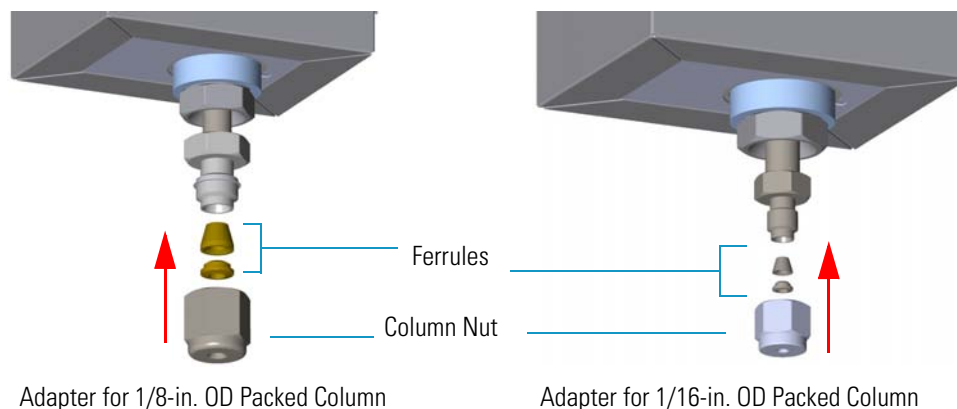 Ferrules
Column Nut
Adapter for 1/8-in. OD Packed Column
Adapter for 1/16-in. OD Packed Column